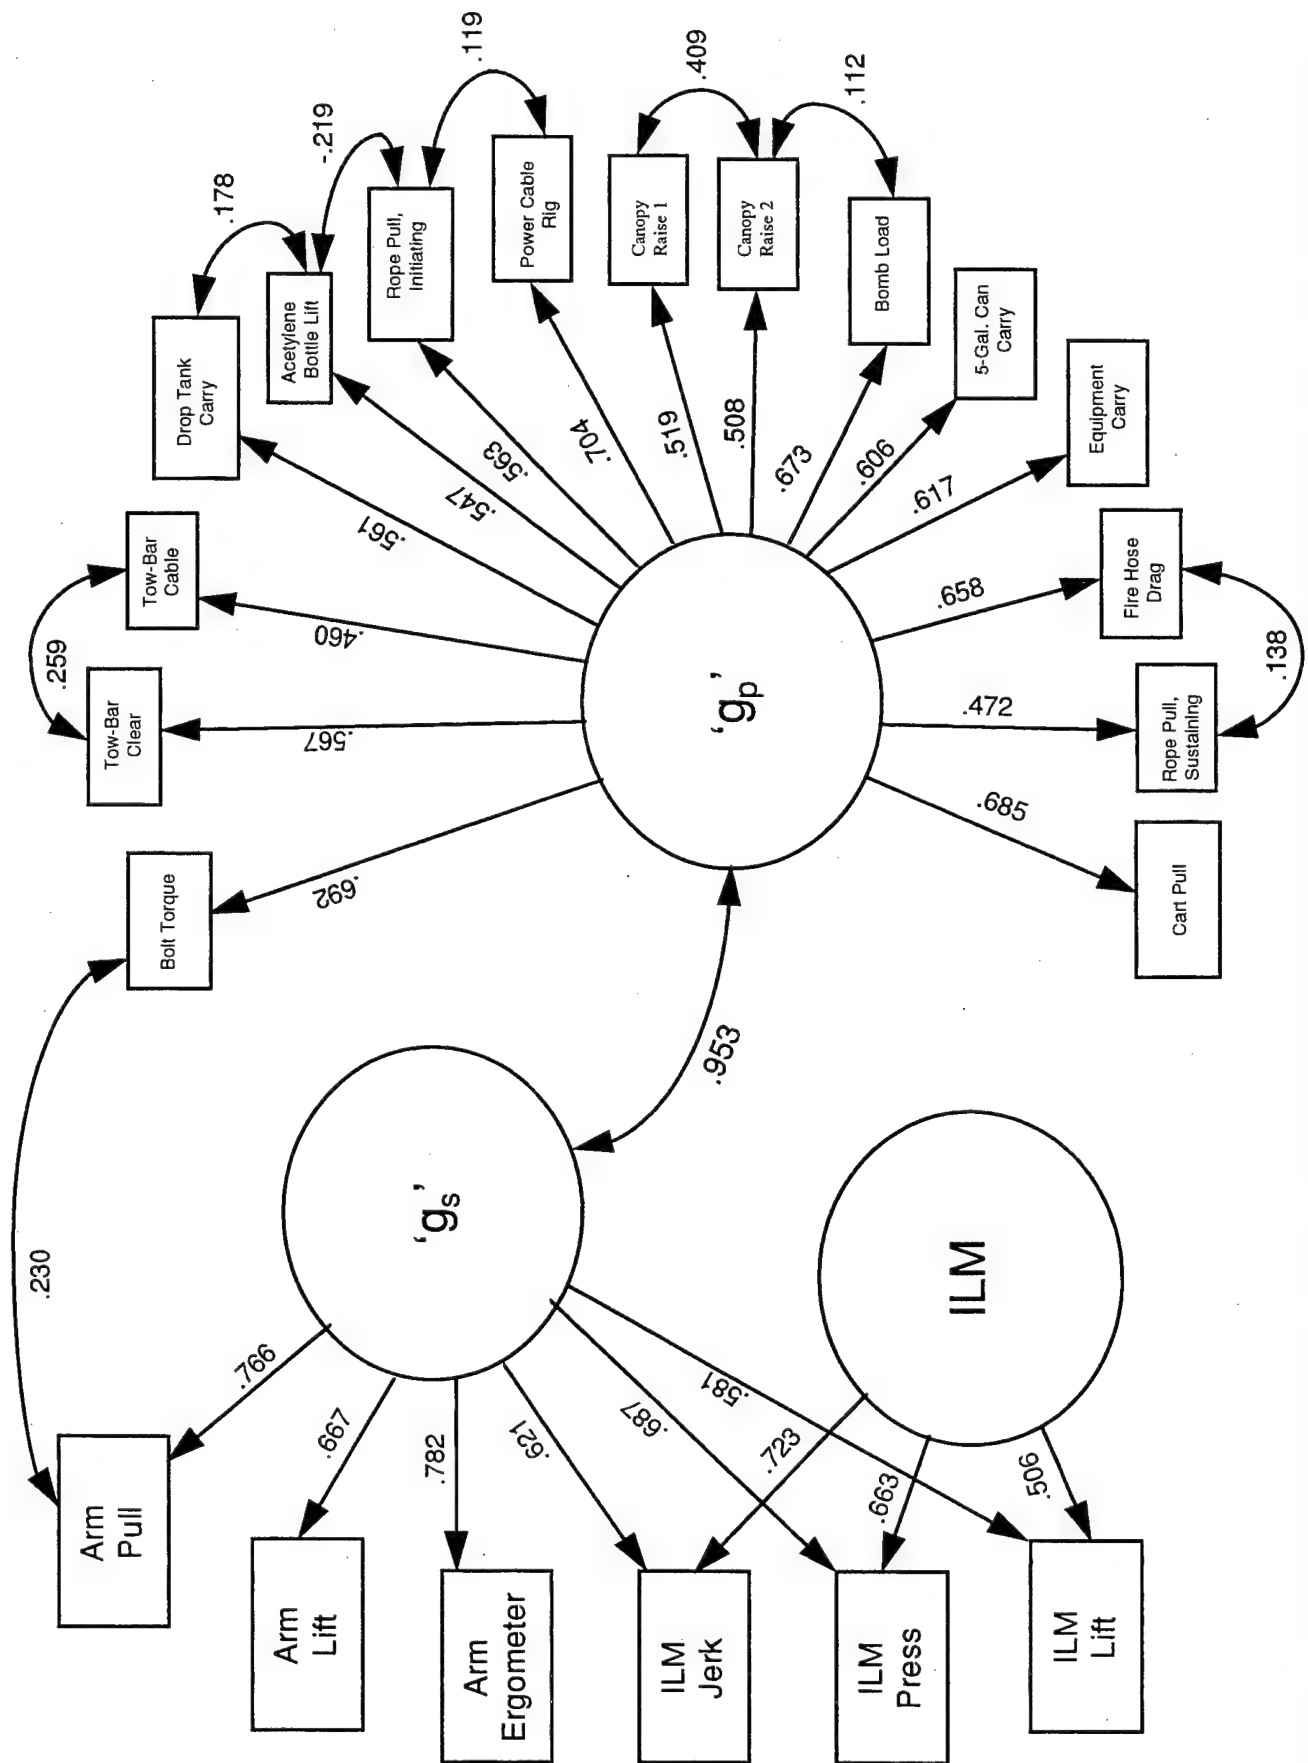 Arm
Pull
Arm
Lift
Arm
Ergometer
ILM
Jerk
ILM
Press
ILM
Lift
.230
.766
.667
.782
.621
.687
.581
.723
.663
.506
'gs'
ILM
.953
'gp'
Bolt Torque
.692
Tow-Bar
Clear
.567
.259
Tow-Bar
Cable
.460
Drop Tank
Carry
.561
.178
Acetylene
Bottle Lift
.547
-.219
Rope Pull,
Initiating
.563
.119
Power Cable
Rig
.704
Canopy
Raise 1
.519
.409
Canopy
Raise 2
.508
.112
Bomb Load
.673
5-Gal. Can
Carry
.606
Equipment
Carry
.617
Fire Hose
Drag
.658
.138
Rope Pull,
Sustaining
.472
Cart Pull
.685